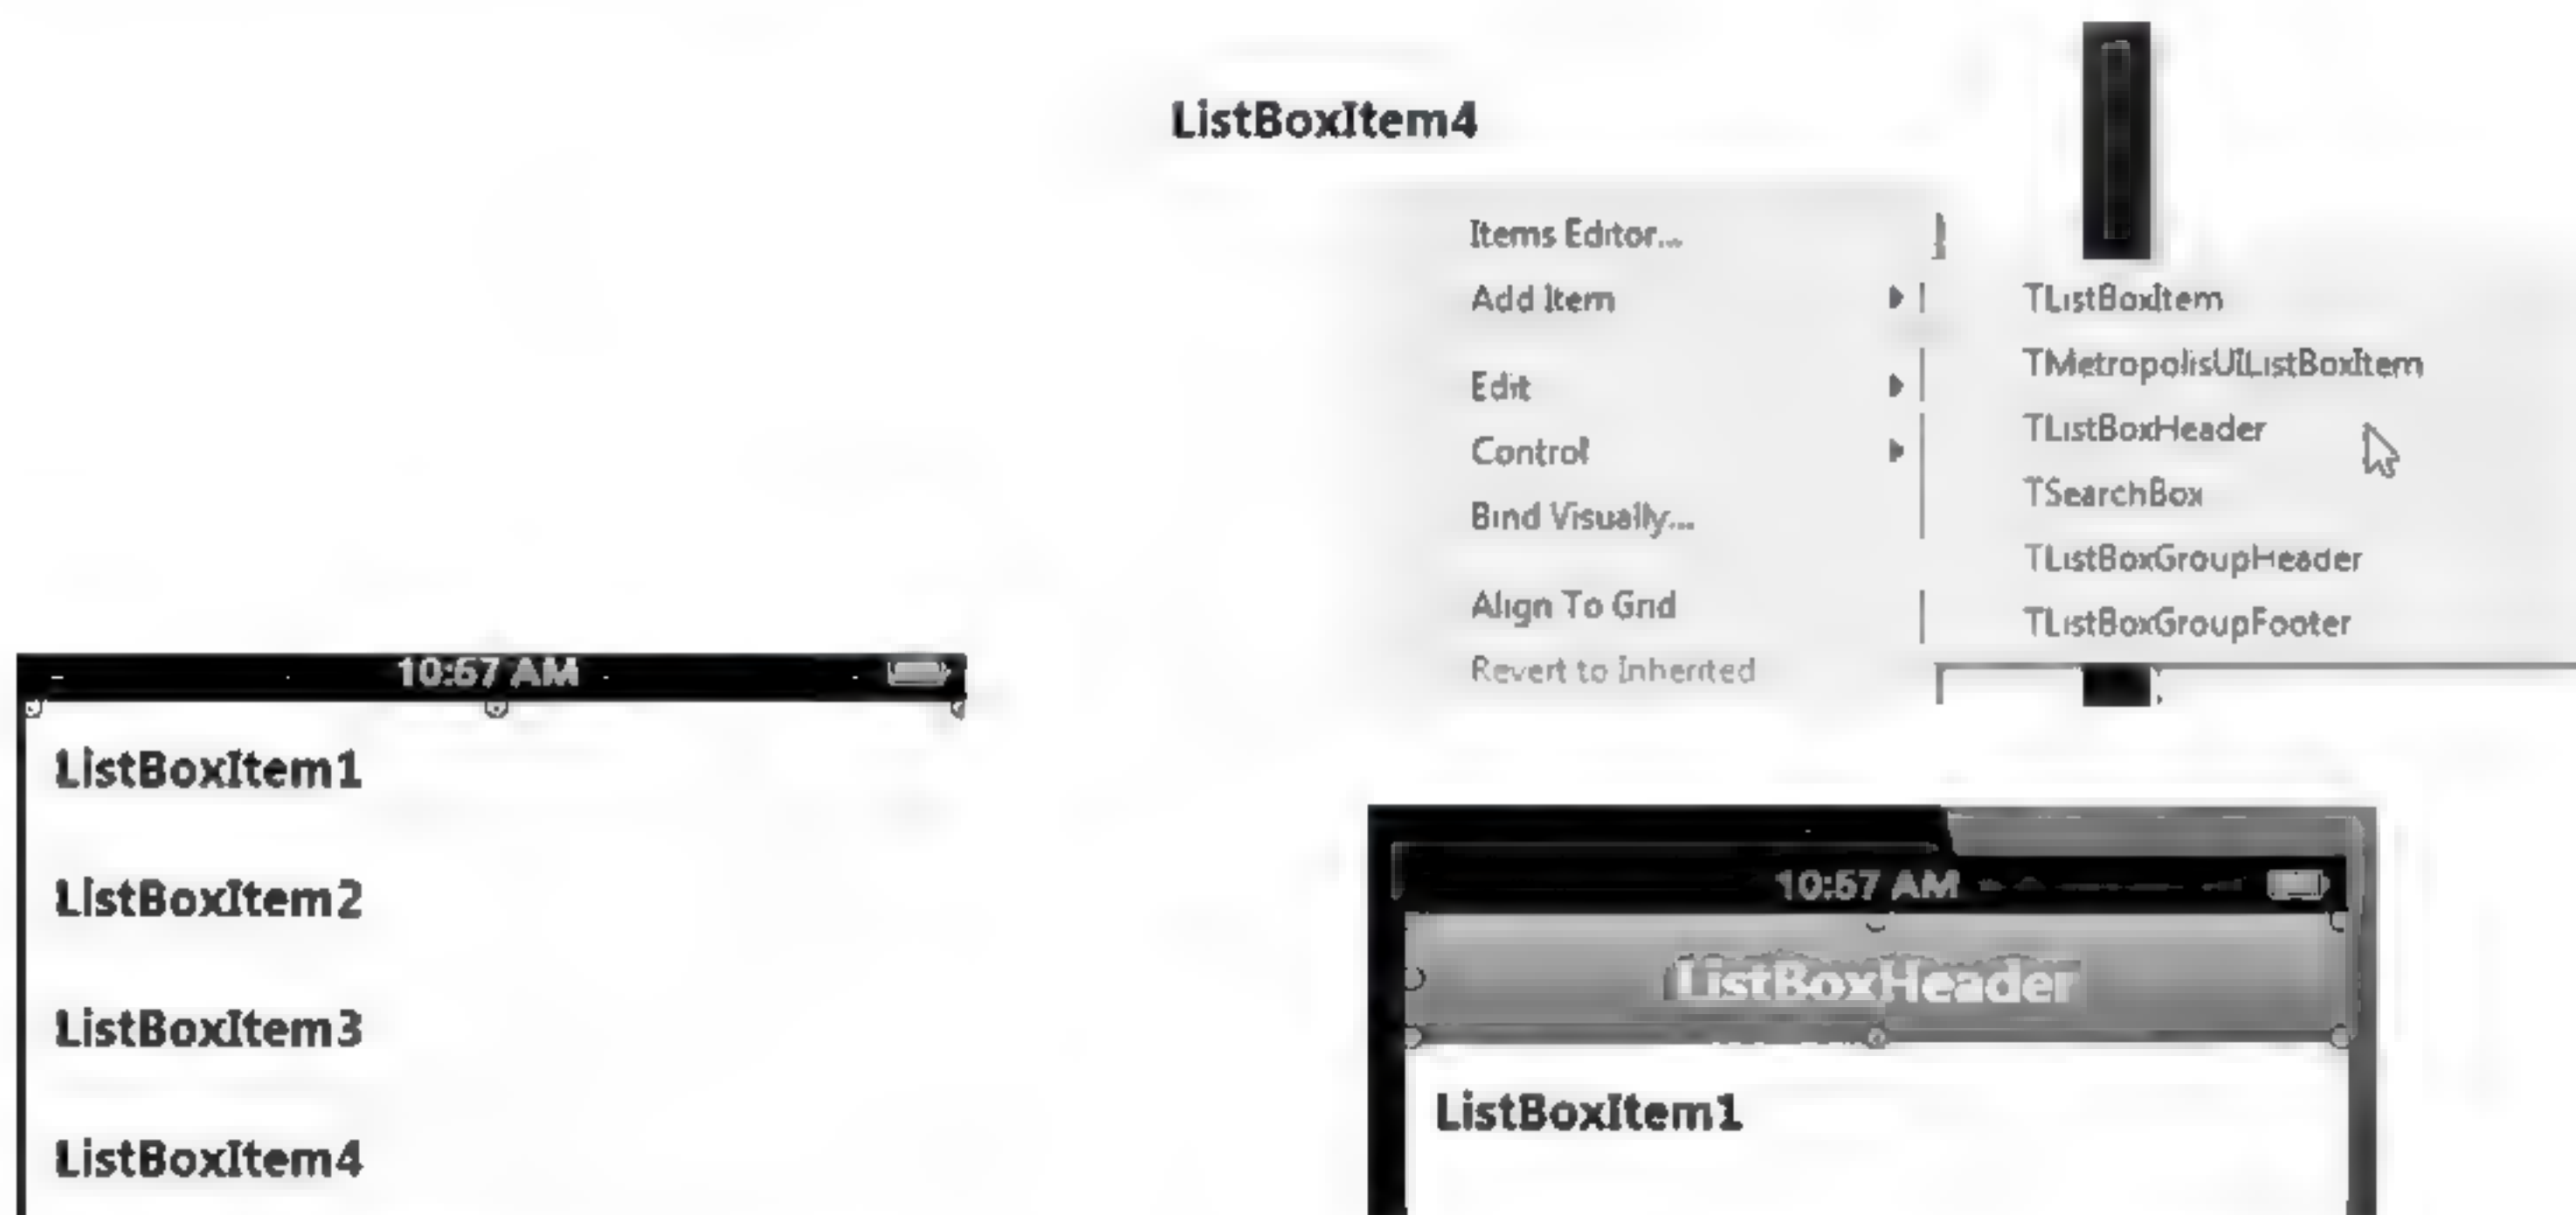 ListBoxItem4
Items Editor...
Add Item
Edit
Control
Bind Visually...
Align To Grid
Revert to Inherited
TListBoxItem
TMetropolisUIListBoxItem
TListBoxHeader
TSearchBox
TListBoxGroupHeader
TListBoxGroupFooter
10:57 AM
ListBoxItem1
ListBoxItem2
ListBoxItem3
ListBoxItem4
10:57 AM
ListBoxHeader
ListBoxItem1